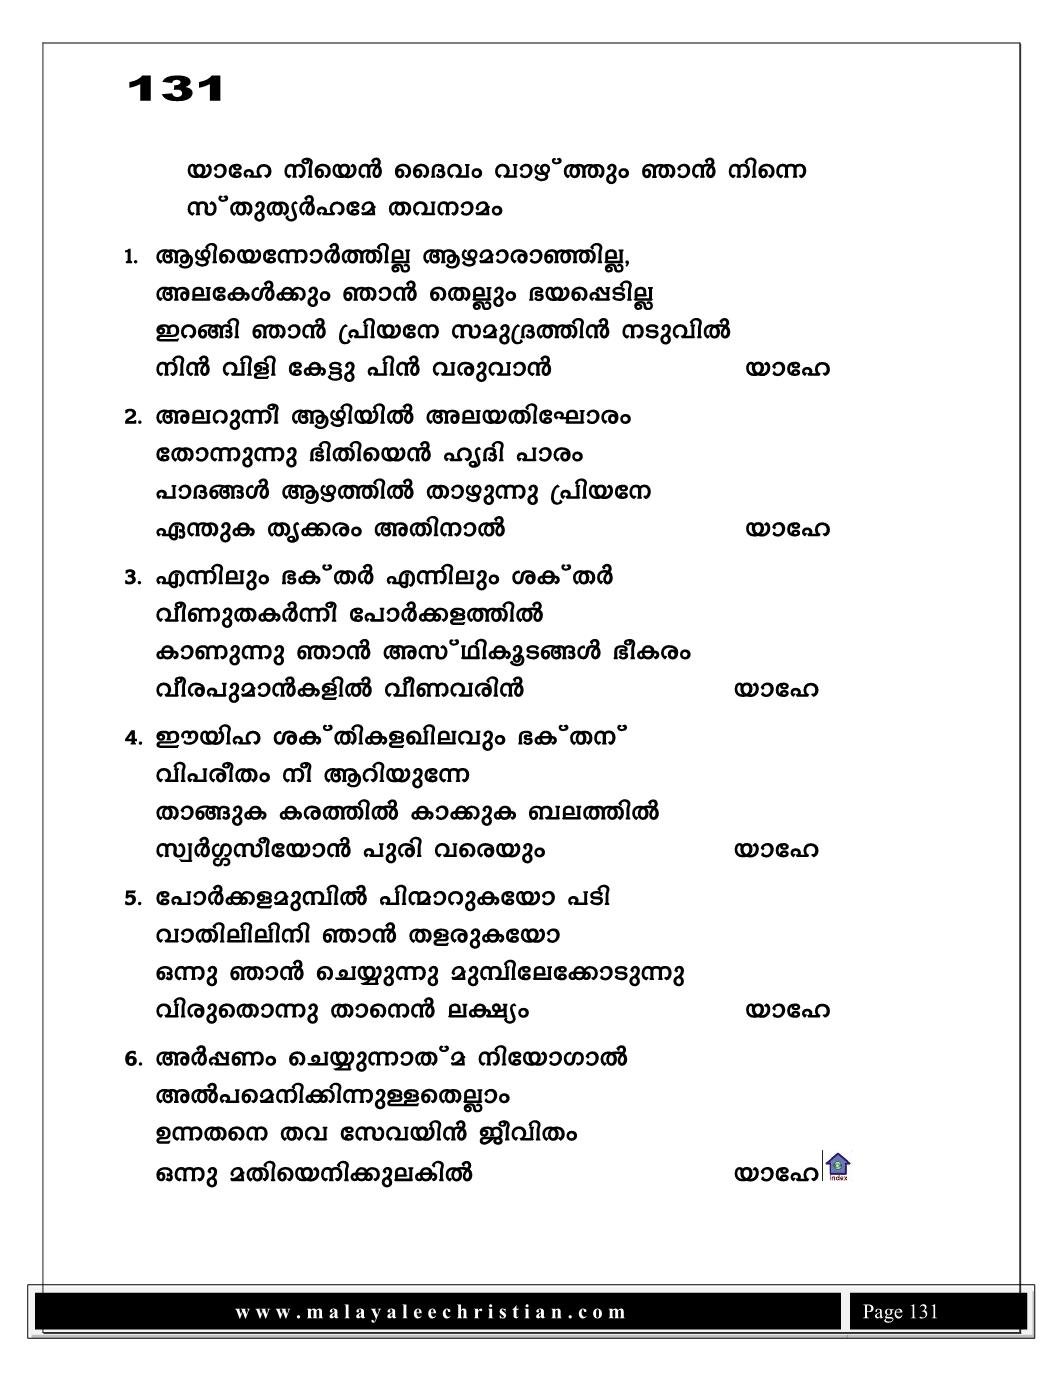 131
യാഹേ നീയെൻ ദൈവം വാഴ്ത്തും ഞാൻ നിന്നെ
സ്തുത്യർഹമേ തവനാമം
1. ആഴിയെന്നോർത്തില്ല ആഴമാരാഞ്ഞില്ല,
അലകേൾക്കും ഞാൻ തെല്ലും ഭയപ്പെടില്ല
ഇറങ്ങി ഞാൻ പ്രിയനേ സമുദ്രത്തിൻ നടുവിൽ
നിൻ വിളി കേട്ടു പിൻ വരുവാൻ യാഹേ
2. അലറുന്നീ ആഴിയിൽ അലയതിഘോരം
തോന്നുന്നു ഭിതിയെൻ ഹൃദി പാരം
പാദങ്ങൾ ആഴത്തിൽ താഴുന്നു പ്രിയനേ
ഏന്തുക തൃക്കരം അതിനാൽ യാഹേ
3. എന്നിലും ഭക്തർ എന്നിലും ശക്തർ
വീണുതകർന്നീ പോർക്കളത്തിൽ
കാണുന്നു ഞാൻ അസ്ഥികൂടങ്ങൾ ഭീകരം
വീരപുമാൻകളിൽ വീണവരിൻ യാഹേ
4. ഈയിഹ ശക്തികളഖിലവും ഭക്തന്
വിപരീതം നീ ആറിയുന്നേ
താങ്ങുക കരത്തിൽ കാക്കുക ബലത്തിൽ
സ്വർഗ്ഗസീയോൻ പുരി വരെയും യാഹേ
5. പോർക്കളമുമ്പിൽ പിന്മാറുകയോ പടി
വാതിലിലിനി ഞാൻ തളരുകയോ
ഒന്നു ഞാൻ ചെയ്യുന്നു മുമ്പിലേക്കോടുന്നു
വിരുതൊന്നു താനെൻ ലക്ഷ്യം യാഹേ
6. അർപ്പണം ചെയ്യുന്നാത്മ നിയോഗാൽ
അൽപമെനിക്കിന്നുള്ളതെല്ലാം
ഉന്നതനെ തവ സേവയിൻ ജീവിതം
ഒന്നു മതിയെനിക്കുലകിൽ യാഹേ
index
www.malayaleechristian.com
Page 131